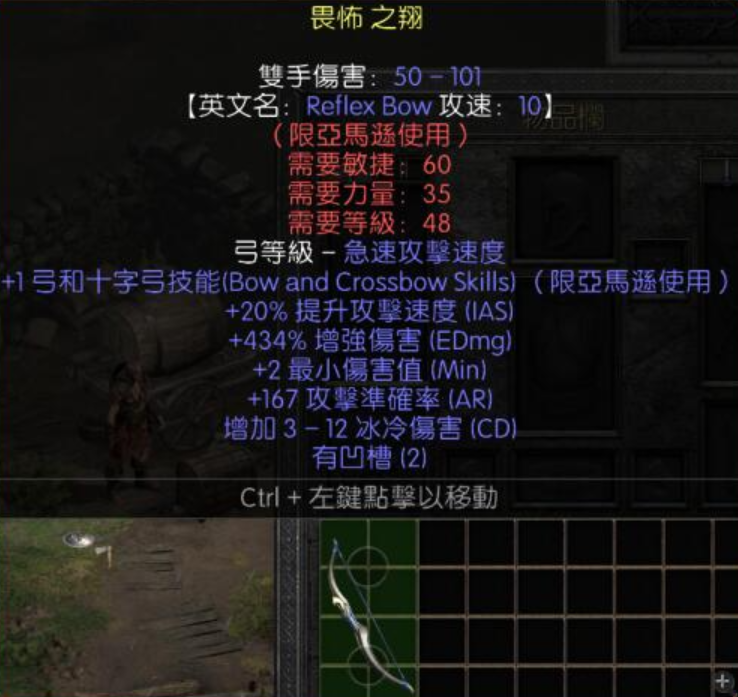 畏怖 之翔
雙手傷害: 50 - 101
【英文名: Reflex Bow 攻速: 10】
物品欄
(限亞馬遜使用)
需要敏捷: 60
需要力量: 35
需要等級: 48
弓等級 - 急速攻擊速度
+1 弓和十字弓技能(Bow and Crossbow Skills) (限亞馬遜使用)
+20% 提升攻擊速度 (IAS)
+434% 增強傷害 (EDmg)
+2 最小傷害值 (Min)
+167 攻擊準確率 (AR)
增加 3 - 12 冰冷傷害 (CD)
有凹槽 (2)
Ctrl + 左鍵點擊以移動